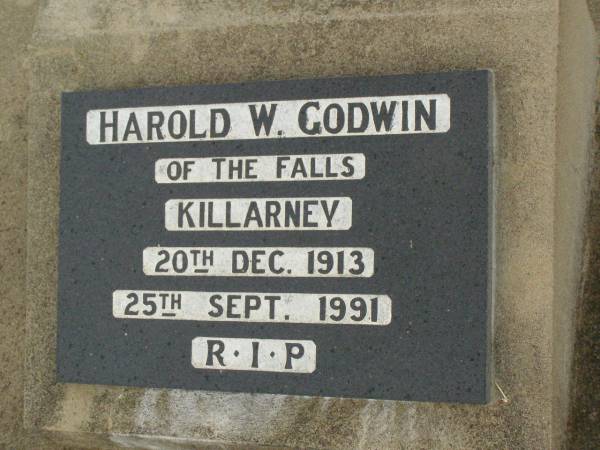 HAROLD W. GODWIN
OF THE FALLS
KILLARNEY
20TH DEC. 1913
25TH SEPT. 1991
R·I·P